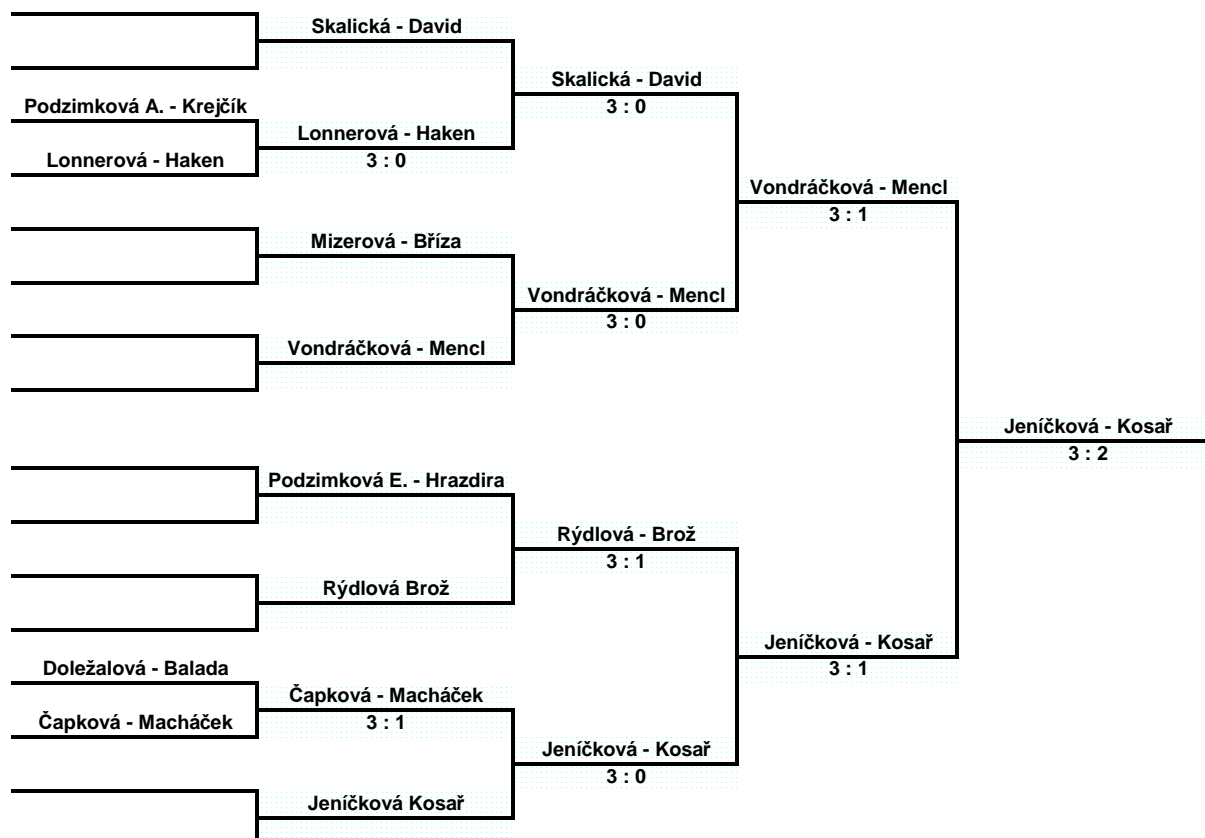 Skalická - David
Skalická - David
3 : 0
Podzimková A. - Krejčík
Lonnerová - Haken
Lonnerová - Haken
3 : 0
Vondráčková - Mencl
3 : 1
Mizerová - Bříza
Vondráčková - Mencl
3 : 0
Vondráčková - Mencl
Jeníčková - Kosař
3 : 2
Podzimková E. - Hrazdira
Rýdlová - Brož
3 : 1
Rýdlová Brož
Jeníčková - Kosař
3 : 1
Doležalová - Balada
Čapková - Macháček
Čapková - Macháček
3 : 1
Jeníčková - Kosař
3 : 0
Jeníčková Kosař